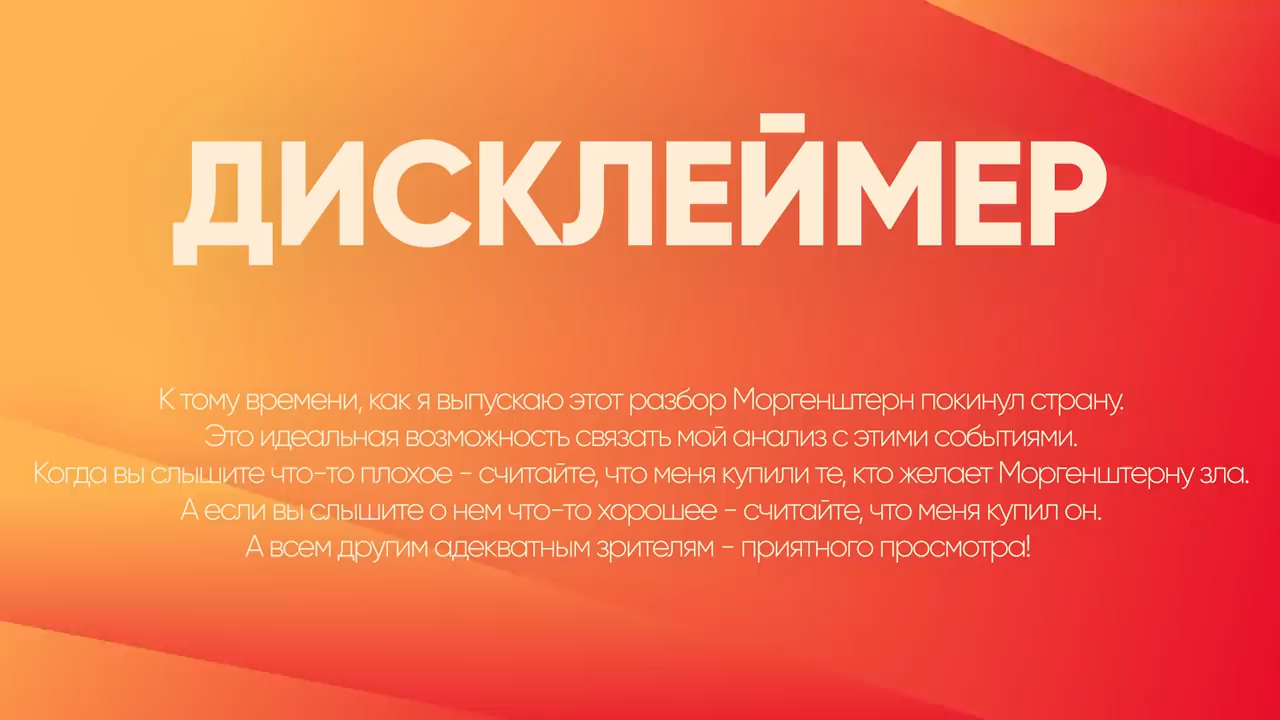 ДИСКЛЕЙМЕР
К тому времени, как я выпускаю этот разбор Моргенштерн покинул страну.
Это идеальная возможность связать мой анализ с этими событиями.
Когда вы слышите что-то плохое - считайте, что меня купили те, кто желает Моргенштерну зла.
А если вы слышите о нем что-то хорошее - считайте, что меня купил он.
А всем другим адекватным зрителям - приятного просмотра!